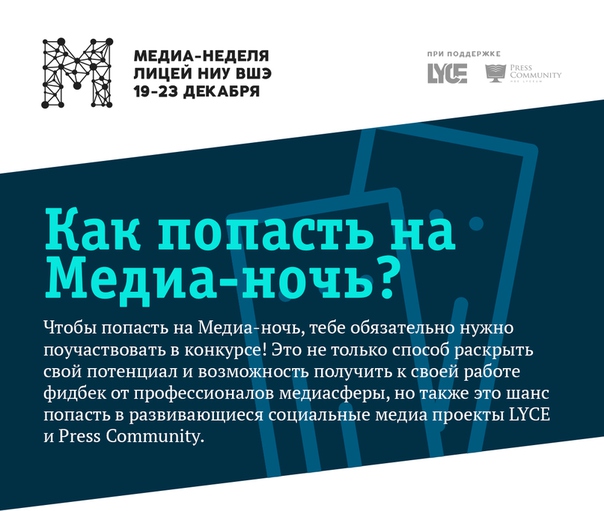 МЕДИА-НЕДЕЛЯ
ЛИЦЕЙ НИУ ВШЭ
19-23 ДЕКАБРЯ
ПРИ ПОДДЕРЖКЕ
LYCE
PRESS
COMMUNITY
Как попасть на
Медиа-ночь?
Чтобы попасть на Медиа-ночь, тебе обязательно нужно
поучаствовать в конкурсе! Это не только способ раскрыть
свой потенциал и возможность получить к своей работе
фидбек от профессионалов медиасферы, но также это шанс
попасть в развивающиеся социальные медиа проекты LYCE
и Press Community.